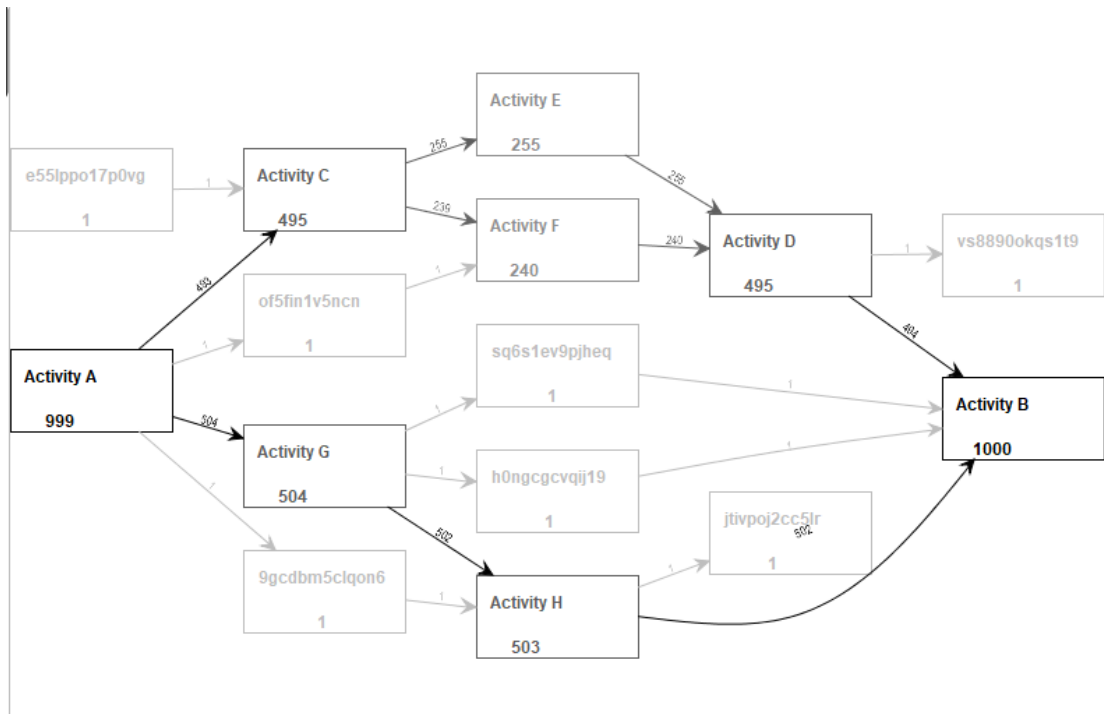 Activity E
255
e55lppo17p0vg
1
1
Activity C
495
255
239
255
Activity F
240
240
Activity D
495
1
vs8890okqs1t9
1
493
of5fin1v5ncn
1
1
1
494
Activity A
999
504
Activity G
504
1
sq6s1ev9pjheq
1
1
Activity B
1000
1
h0ngcgcvqij19
1
1
1
502
jtivpoj2cc5lr
502
1
9gcdbm5clqon6
1
1
Activity H
503
1